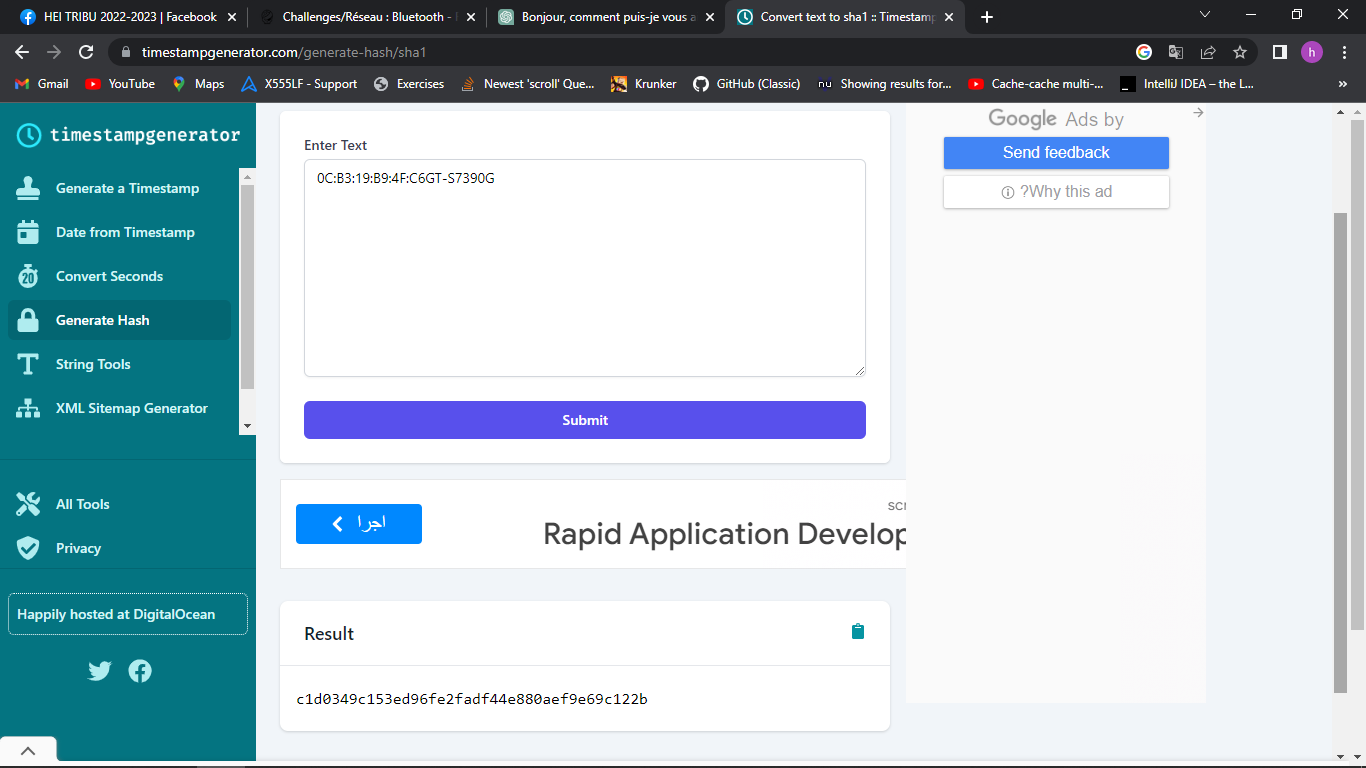 HEI TRIBU 2022-2023 | Facebook
Challenges/Réseau : Bluetooth -
Bonjour, comment puis-je vous a
Convert text to sha1 :: Timestamp
timestampgenerator.com/generate-hash/sha1
h
Gmail
YouTube
Maps
X555LF - Support
Exercises
Newest 'scroll' Que...
Krunker
GitHub (Classic)
nu
Showing results for...
Cache-cache multi-...
IntelliJ IDEA – the L...
»
timestampgenerator
Generate a Timestamp
Date from Timestamp
20
Convert Seconds
Generate Hash
String Tools
XML Sitemap Generator
All Tools
Privacy
Happily hosted at DigitalOcean
Enter Text
0C:B3:19:B9:4F:C6GT-S7390G
Submit
اجرا
SCR
Rapid Application Develop
Result
c1d0349c153ed96fe2fadf44e880aef9e69c122b
Google Ads by
Send feedback
?Why this ad